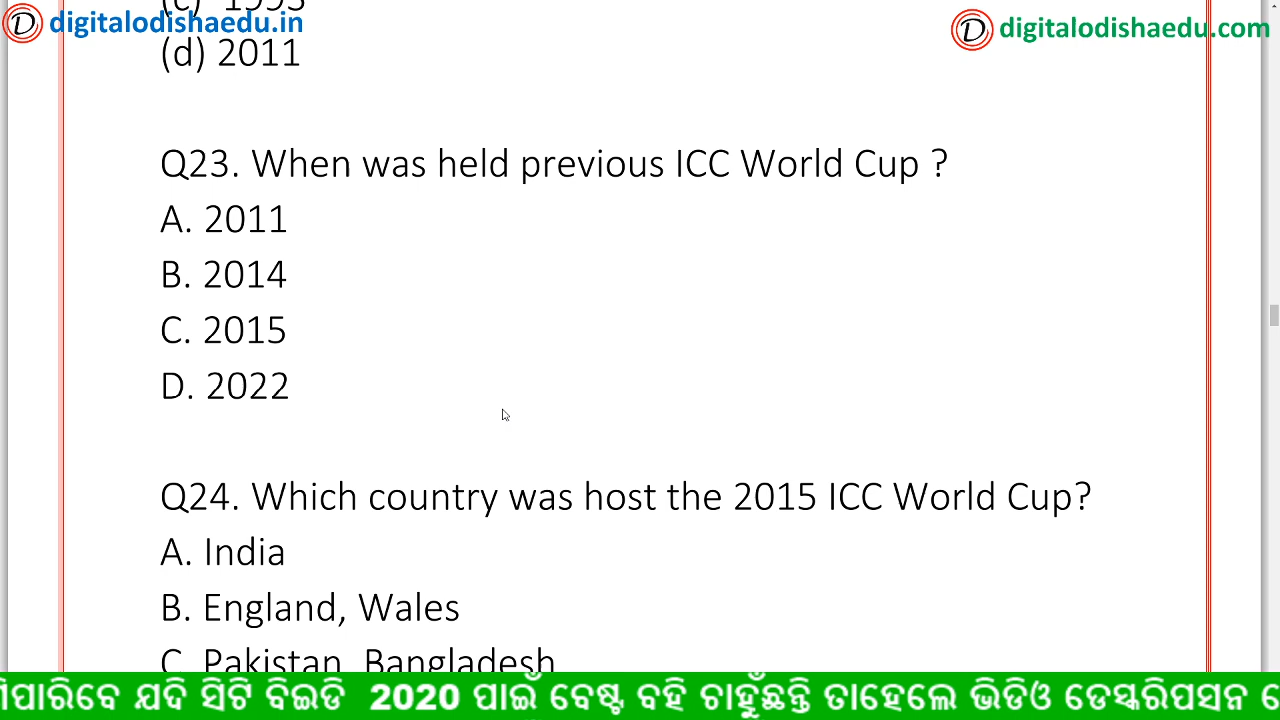 (c) 1993
digitalodishaedu.in
digitalodishaedu.com
(d) 2011
Q23. When was held previous ICC World Cup ?
A. 2011
B. 2014
C. 2015
D. 2022
Q24. Which country was host the 2015 ICC World Cup?
A. India
B. England, Wales
C. Pakistan, Bangladesh
ଯଦି ସିଟି ବିଇଡି 2020 ପାଇଁ ବେଷ୍ଟ ବହି ଚାହୁଁଛନ୍ତି ତାହେଲେ ଭିଡିଓ ଡେସ୍କରିପସନ